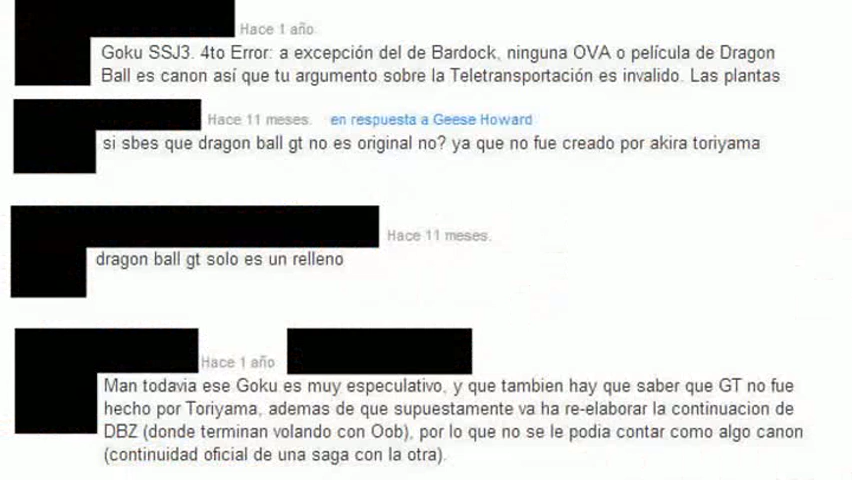 Hace 1 año
Goku SSJ3. 4to Error: a excepción del de Bardock, ninguna OVA o película de Dragon
Ball es canon así que tu argumento sobre la Teletransportación es invalido. Las plantas
Hace 11 meses. en respuesta a Geese Howard
si sbes que dragon ball gt no es original no? ya que no fue creado por akira toriyama
Hace 11 meses.
dragon ball gt solo es un relleno
Hace 1 año
Man todavia ese Goku es muy especulativo, y que tambien hay que saber que GT no fue
hecho por Toriyama, ademas de que supuestamente va ha re-elaborar la continuacion de
DBZ (donde terminan volando con Oob), por lo que no se le podia contar como algo canon
(continuidad oficial de una saga con la otra).